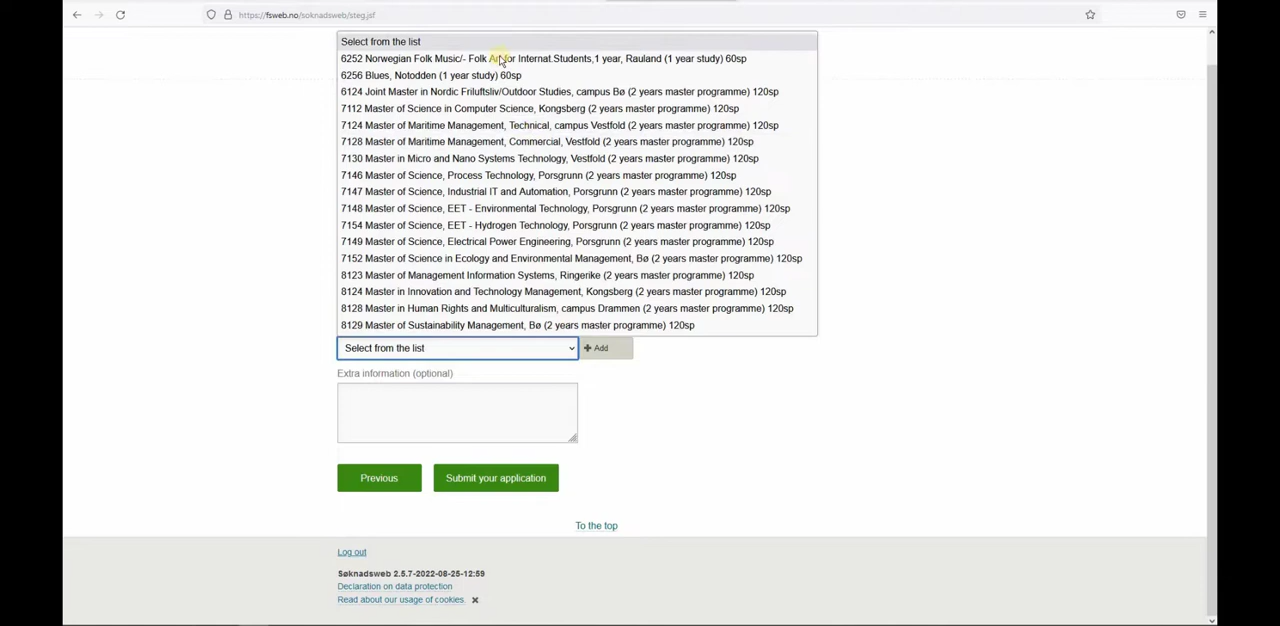 https://fsweb.no/soknadsweb/steg.jsf
Select from the list
6252 Norwegian Folk Music/- Folk Art for Internat.Students,1 year, Rauland (1 year study) 60sp
6256 Blues, Notodden (1 year study) 60sp
6124 Joint Master in Nordic Friluftsliv/Outdoor Studies, campus Bø (2 years master programme) 120sp
7112 Master of Science in Computer Science, Kongsberg (2 years master programme) 120sp
7124 Master of Maritime Management, Technical, campus Vestfold (2 years master programme) 120sp
7128 Master of Maritime Management, Commercial, Vestfold (2 years master programme) 120sp
7130 Master in Micro and Nano Systems Technology, Vestfold (2 years master programme) 120sp
7146 Master of Science, Process Technology, Porsgrunn (2 years master programme) 120sp
7147 Master of Science, Industrial IT and Automation, Porsgrunn (2 years master programme) 120sp
7148 Master of Science, EET - Environmental Technology, Porsgrunn (2 years master programme) 120sp
7154 Master of Science, EET - Hydrogen Technology, Porsgrunn (2 years master programme) 120sp
7149 Master of Science, Electrical Power Engineering, Porsgrunn (2 years master programme) 120sp
7152 Master of Science in Ecology and Environmental Management, Bø (2 years master programme) 120sp
8123 Master of Management Information Systems, Ringerike (2 years master programme) 120sp
8124 Master in Innovation and Technology Management, Kongsberg (2 years master programme) 120sp
8128 Master in Human Rights and Multiculturalism, campus Drammen (2 years master programme) 120sp
8129 Master of Sustainability Management, Bø (2 years master programme) 120sp
Select from the list
Add
Extra information (optional)
Previous
Submit your application
To the top
Log out
Søknadsweb 2.5.7-2022-08-25-12:59
Declaration on data protection
Read about our usage of cookies